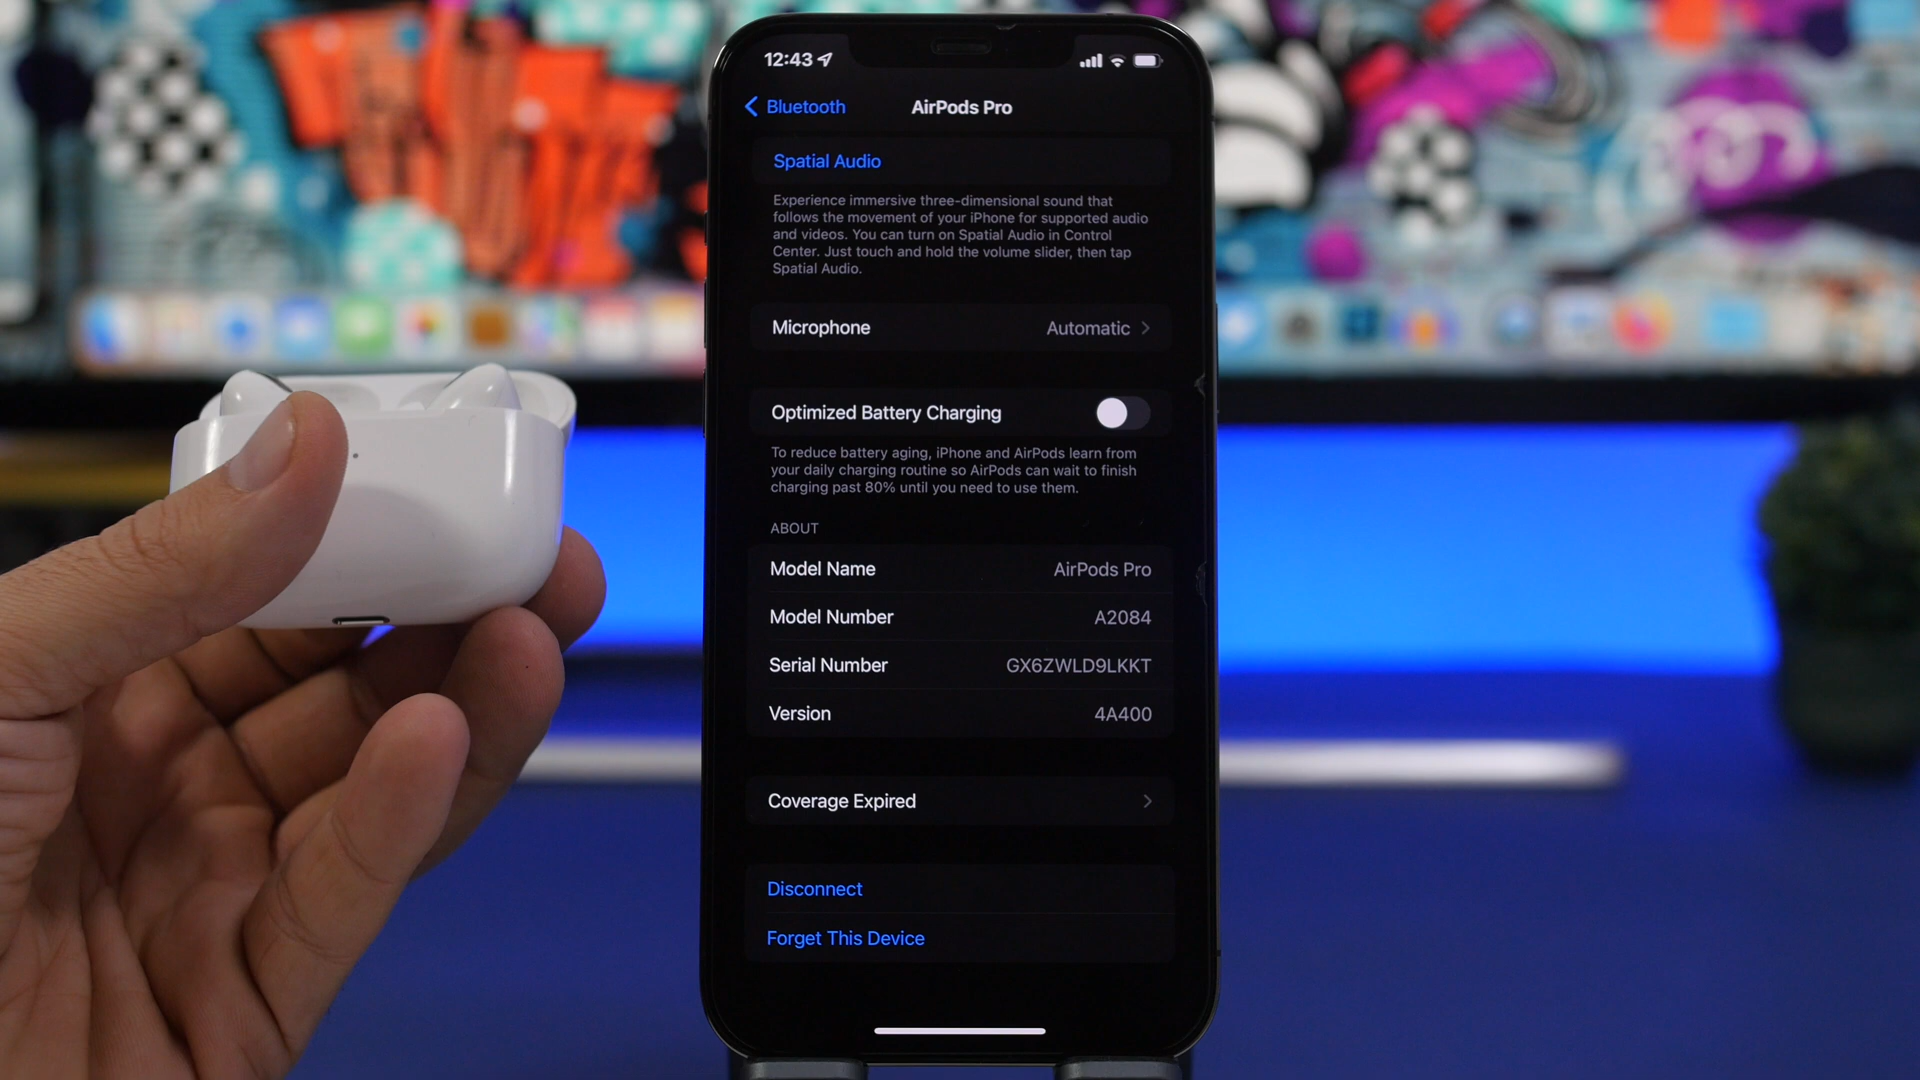 12:43
Bluetooth
AirPods Pro
Spatial Audio
Experience immersive three-dimensional sound that
follows the movement of your iPhone for supported audio
and videos. You can turn on Spatial Audio in Control
Center. Just touch and hold the volume slider, then tap
Spatial Audio.
Microphone Automatic
Optimized Battery Charging
To reduce battery aging, iPhone and AirPods learn from
your daily charging routine so AirPods can wait to finish
charging past 80% until you need to use them.
ABOUT
Model Name AirPods Pro
Model Number A2084
Serial Number GX6ZWLD9LKKT
Version 4A400
Coverage Expired
Disconnect
Forget This Device